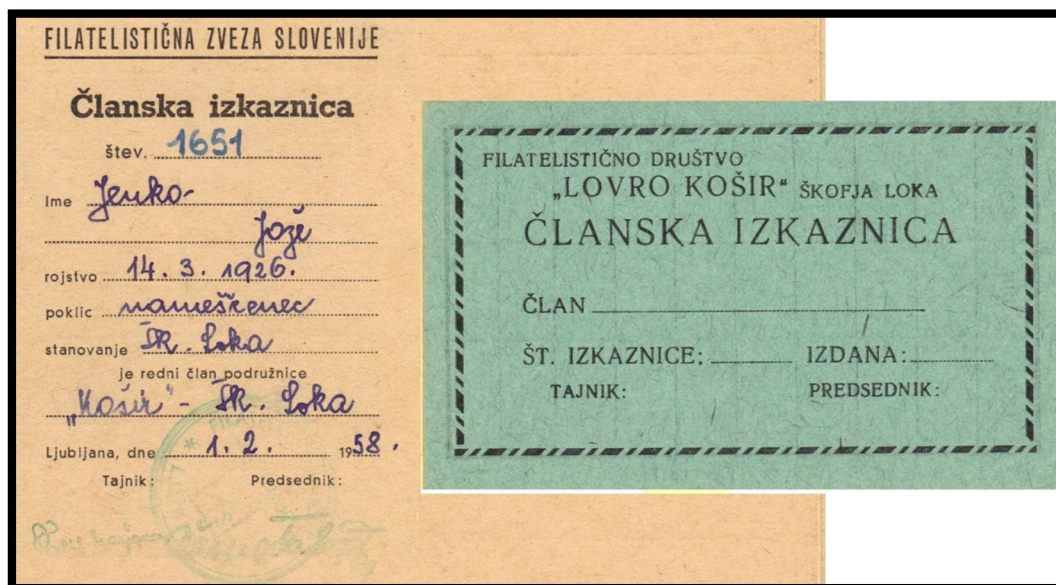 FILATELISTIČNA ZVEZA SLOVENIJE
Članska izkaznica
štev. 1651
Ime Jenko
Jože
rojstvo 14. 3. 1926.
poklic nameščenec
stanovanje Šk. Loka
je redni član podružnice
"Košir" - Šk. Loka
Ljubljana, dne 1. 2. 1958.
Tajnik: Predsednik:
FILATELISTIČNO DRUŠTVO
„LOVRO KOŠIR“ ŠKOFJA LOKA
ČLANSKA IZKAZNICA
ČLAN
ŠT. IZKAZNICE: IZDANA:
TAJNIK: PREDSEDNIK: